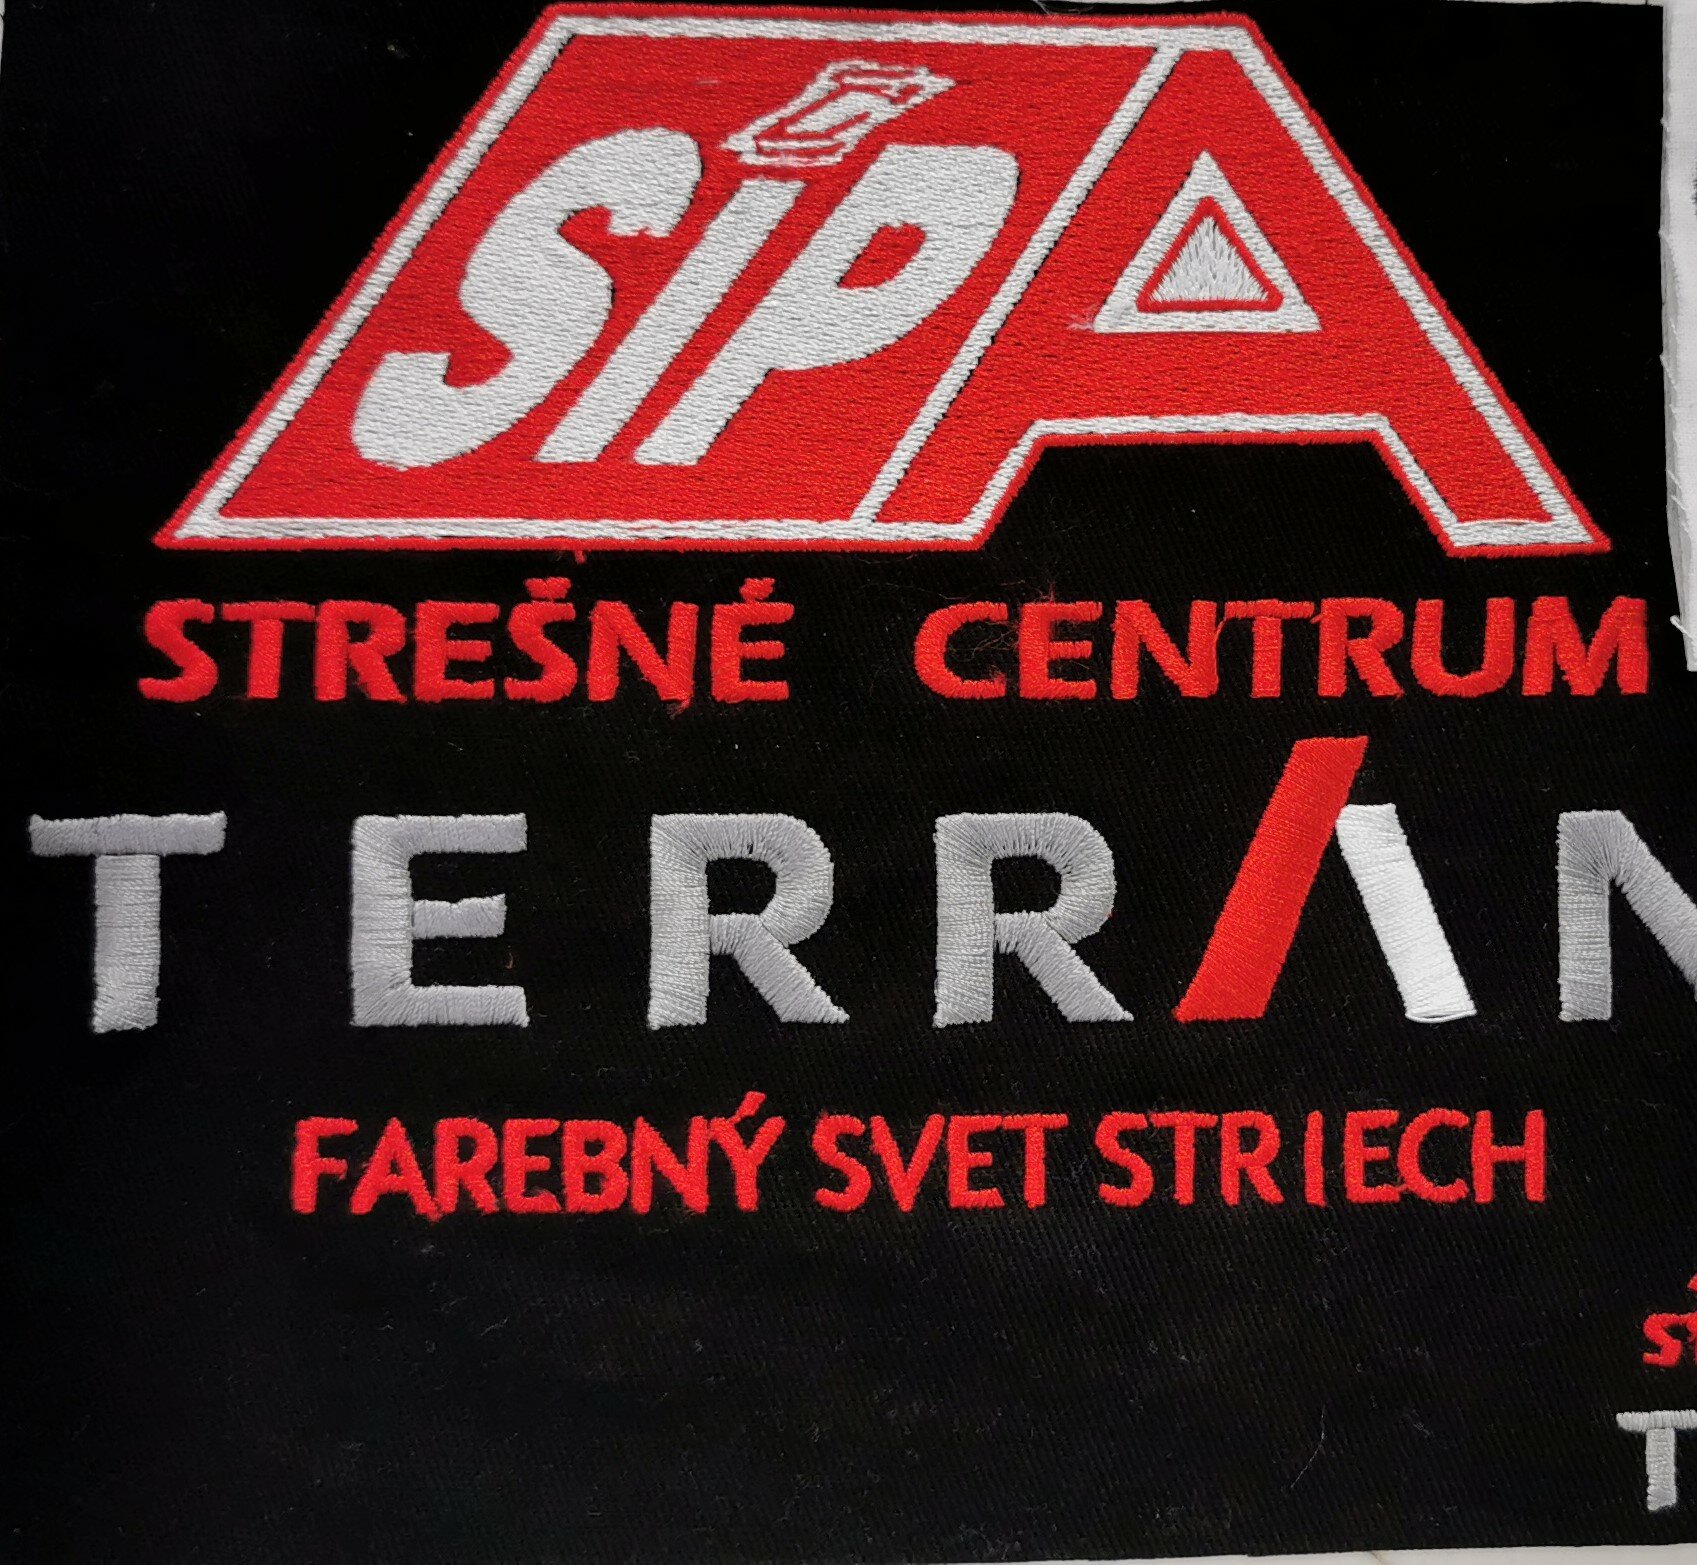 SIPA
STREŠNÉ CENTRUM
TERRAN
FAREBNÝ SVET STRIECH